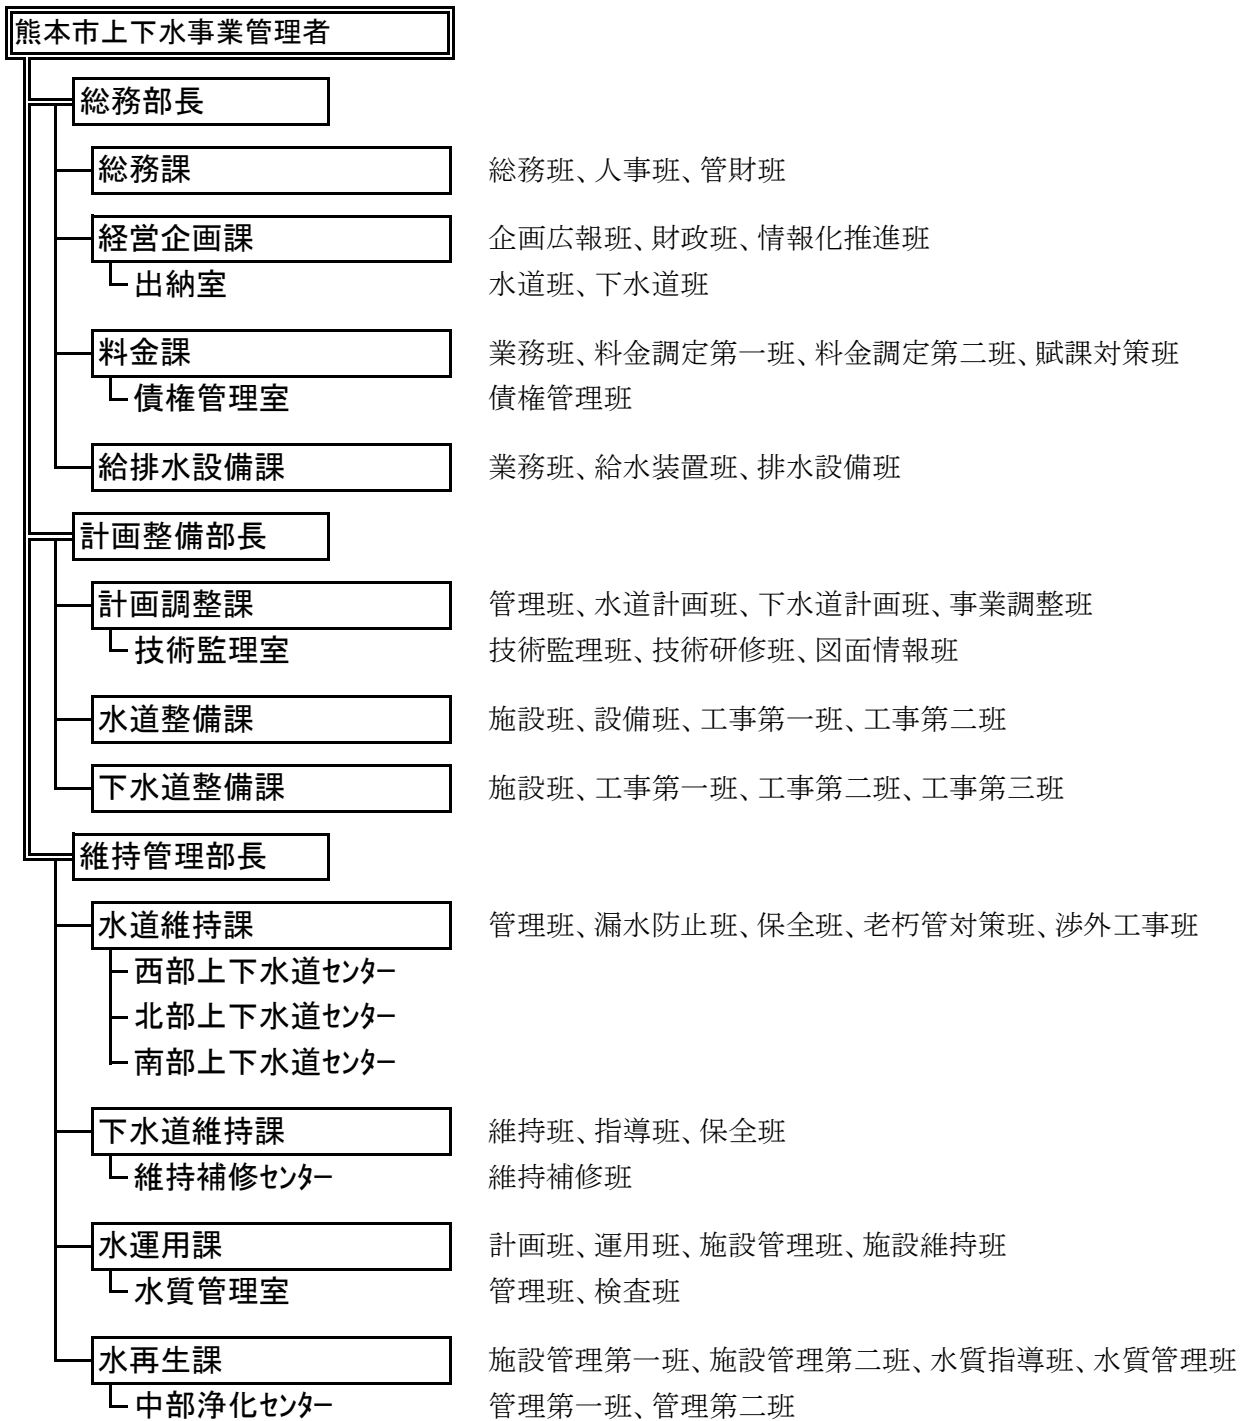 熊本市上下水事業管理者
総務部長
総務課 総務班、人事班、管財班
経営企画課 企画広報班、財政班、情報化推進班
出納室 水道班、下水道班
料金課 業務班、料金調定第一班、料金調定第二班、賦課対策班
債権管理室 債権管理班
給排水設備課 業務班、給水装置班、排水設備班
計画整備部長
計画調整課 管理班、水道計画班、下水道計画班、事業調整班
技術監理室 技術監理班、技術研修班、図面情報班
水道整備課 施設班、設備班、工事第一班、工事第二班
下水道整備課 施設班、工事第一班、工事第二班、工事第三班
維持管理部長
水道維持課 管理班、漏水防止班、保全班、老朽管対策班、渉外工事班
西部上下水道ｾﾝﾀｰ
北部上下水道ｾﾝﾀｰ
南部上下水道ｾﾝﾀｰ
下水道維持課 維持班、指導班、保全班
維持補修ｾﾝﾀｰ 維持補修班
水運用課 計画班、運用班、施設管理班、施設維持班
水質管理室 管理班、検査班
水再生課 施設管理第一班、施設管理第二班、水質指導班、水質管理班
中部浄化ｾﾝﾀｰ 管理第一班、管理第二班